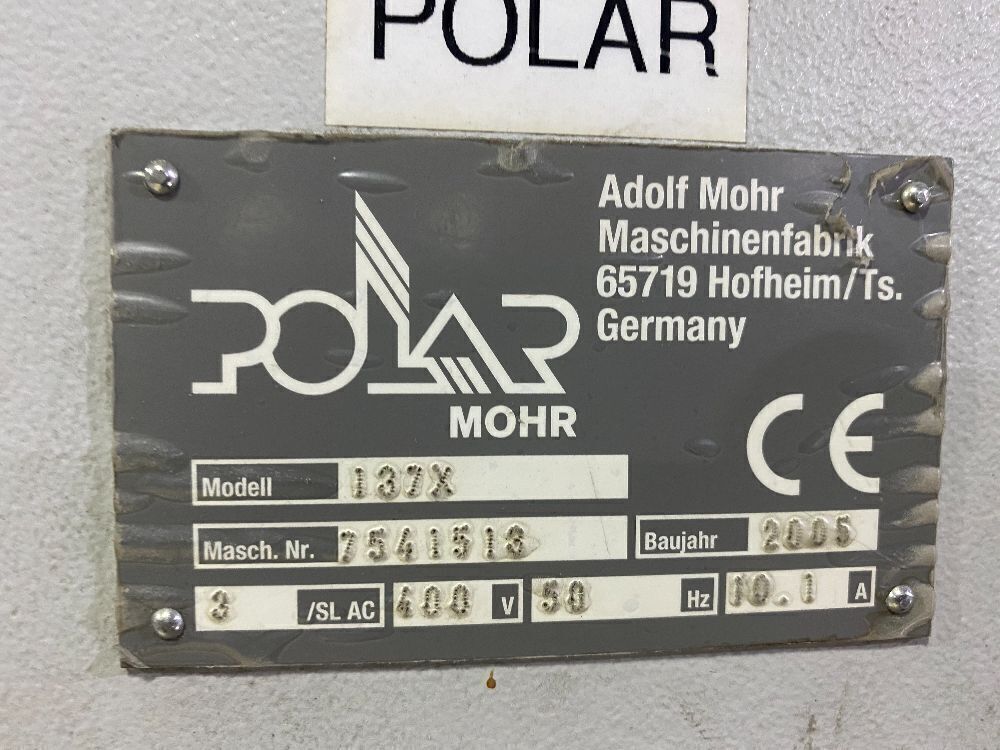 POLAR
Adolf Mohr
Maschinenfabrik
65719 Hofheim/Ts.
Germany
POLAR
MOHR
CE
Modell 137X
Masch. Nr. 7541518 Baujahr 2005
3 /SL AC 400 V 50 Hz 10.1 A